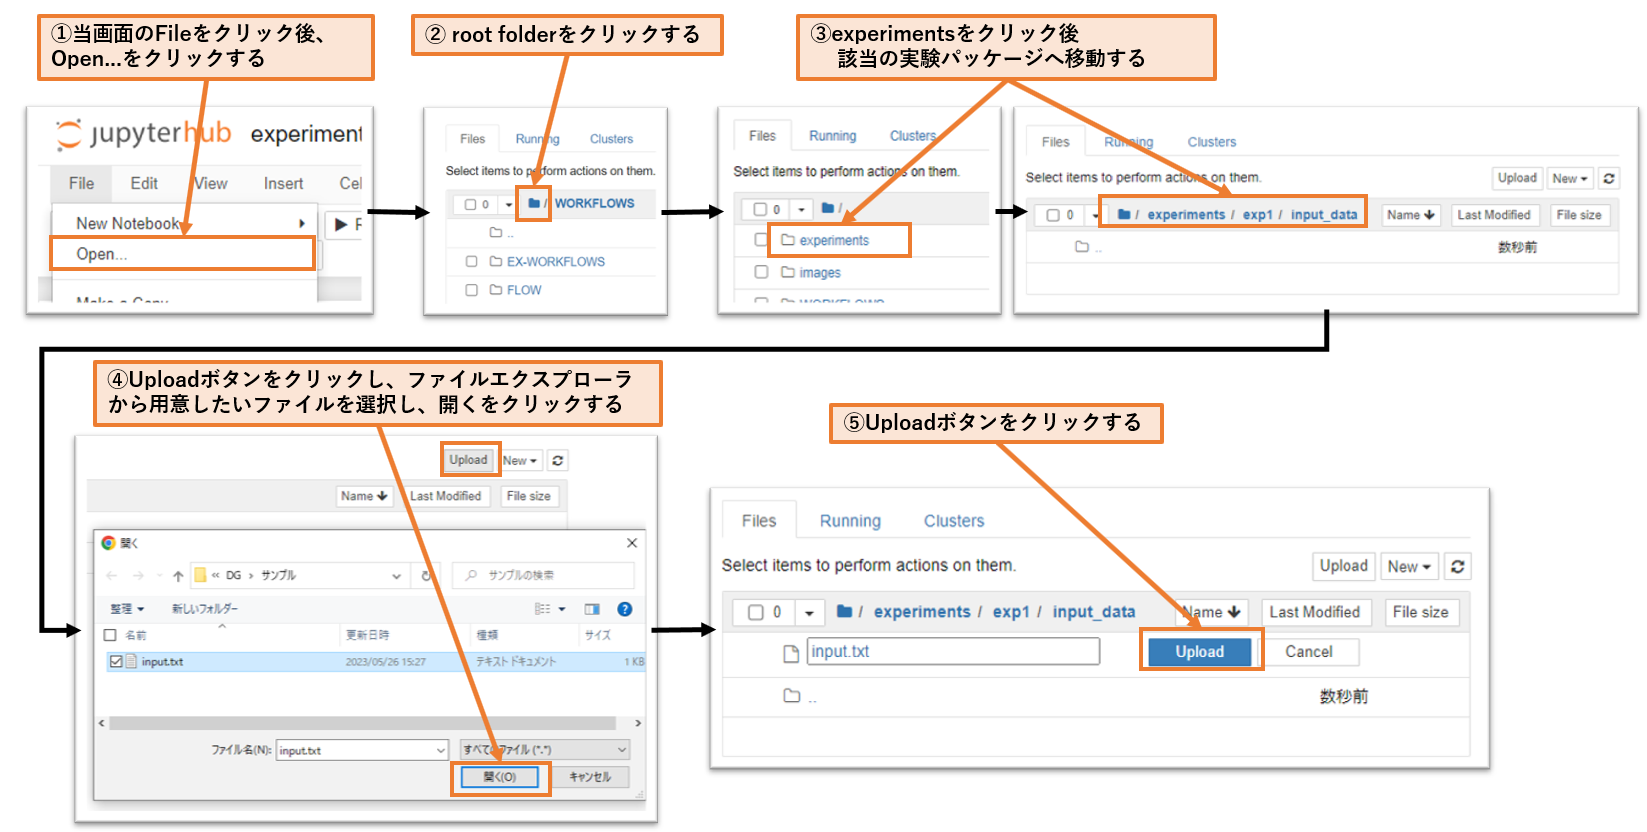 ①当画面のFileをクリック後、
Open...をクリックする
② root folderをクリックする
③experimentsをクリック後
該当の実験パッケージへ移動する
jupyterhub experiment
File Edit View Insert Cel
New Notebook
Open...
Make a Copy
Files Running Clusters
Select items to perform actions on them.
0 / WORKFLOWS
..
EX-WORKFLOWS
FLOW
Files Running Clusters
Select items to perform actions on them.
0 /
experiments
images
WORKFLOWS
Files Running Clusters
Select items to perform actions on them.
Upload New
0 / experiments / exp1 / input_data Name Last Modified File size
.. 数秒前
④Uploadボタンをクリックし、ファイルエクスプローラ
から用意したいファイルを選択し、開くをクリックする
Upload New
Name Last Modified File size
開く
« DG › サンプル サンプルの検索
整理 新しいフォルダー
名前 更新日時 種類 サイズ
input.txt 2023/05/26 15:27 テキスト ドキュメント 1 KB
ファイル名(N): input.txt すべてのファイル (*.*)
開く(O) キャンセル
⑤Uploadボタンをクリックする
Files Running Clusters
Select items to perform actions on them. Upload New
0 / experiments / exp1 / input_data Name Last Modified File size
input.txt Upload Cancel
.. 数秒前